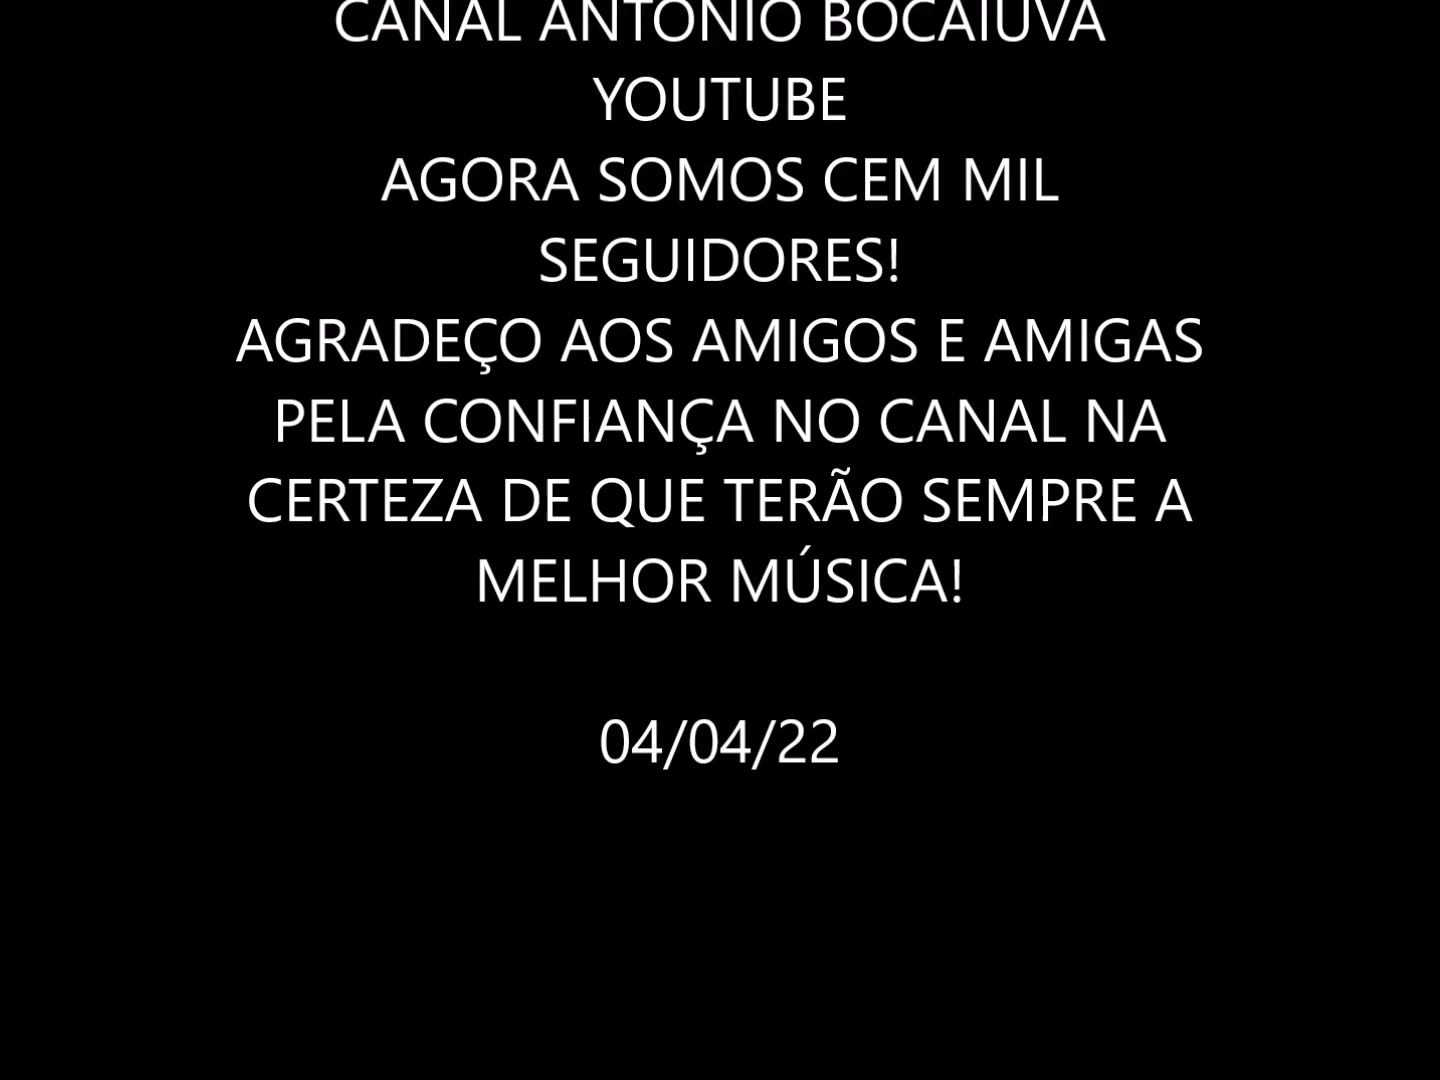 CANAL ANTONIO BOCAIUVA
YOUTUBE
AGORA SOMOS CEM MIL
SEGUIDORES!
AGRADEÇO AOS AMIGOS E AMIGAS
PELA CONFIANÇA NO CANAL NA
CERTEZA DE QUE TERÃO SEMPRE A
MELHOR MÚSICA!
04/04/22